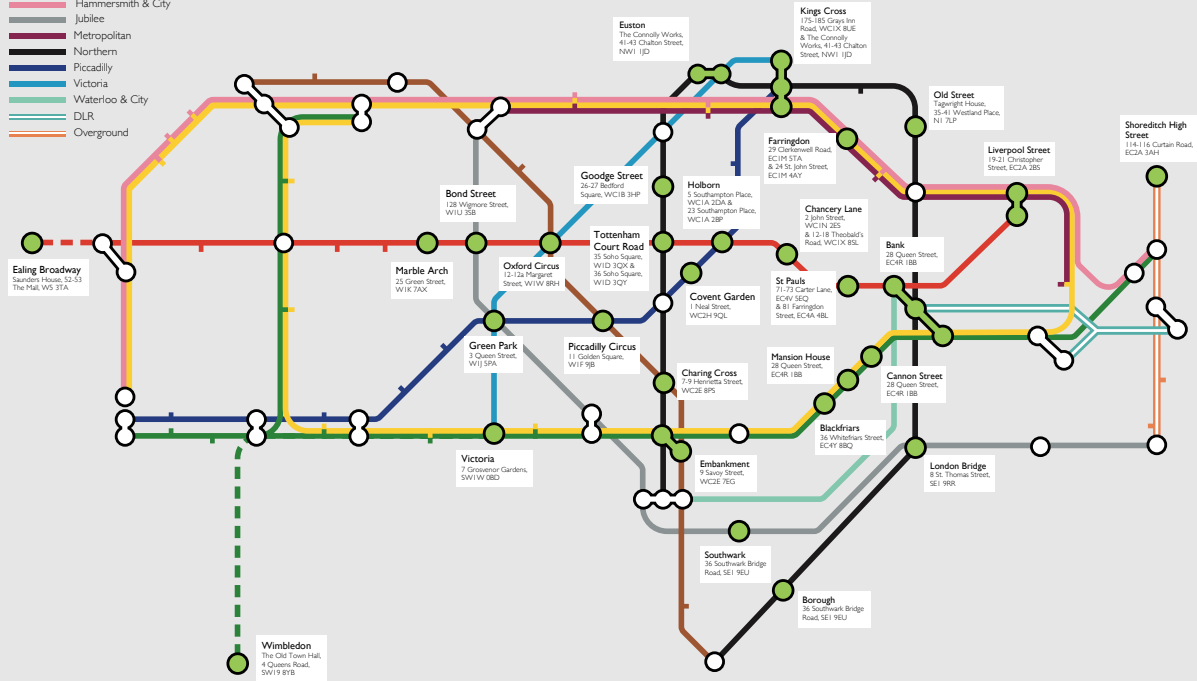 Hammersmith & City
Jubilee
Metropolitan
Northern
Piccadilly
Victoria
Waterloo & City
DLR
Overground
Euston
The Connolly Works,
41-43 Chalton Street,
NW1 1JD
Kings Cross
175-185 Grays Inn
Road, WC1X 8UE
& The Connolly
Works, 41-43 Chalton
Street, NW1 1JD
Old Street
Tagwright House,
35-41 Westland Place,
N1 7LP
Shoreditch High
Street
114-116 Curtain Road,
EC2A 3AH
Farringdon
29 Clerkenwell Road,
EC1M 5TA
& 24 St. John Street,
EC1M 4AY
Liverpool Street
19-21 Christopher
Street, EC2A 2BS
Goodge Street
26-27 Bedford
Square, WC1B 3HP
Holborn
5 Southampton Place,
WC1A 2DA &
23 Southampton Place,
WC1A 2BP
Bond Street
128 Wigmore Street,
W1U 3SB
Chancery Lane
2 John Street,
WC1N 2ES
& 12-18 Theobald's
Road, WC1X 8SL
Tottenham
Court Road
35 Soho Square,
W1D 3QX &
36 Soho Square,
W1D 3QY
Bank
28 Queen Street,
EC4R 1BB
Ealing Broadway
Saunders House, 52-53
The Mall, W5 3TA
Marble Arch
25 Green Street,
W1K 7AX
Oxford Circus
12-12a Margaret
Street, W1W 8RH
St Pauls
71-73 Carter Lane,
EC4V 5EQ
& 81 Farringdon
Street, EC4A 4BL
Covent Garden
1 Neal Street,
WC2H 9QL
Green Park
3 Queen Street,
W1J 5PA
Piccadilly Circus
11 Golden Square,
W1F 9JB
Mansion House
28 Queen Street,
EC4R 1BB
Charing Cross
7-9 Henrietta Street,
WC2E 8PS
Cannon Street
28 Queen Street,
EC4R 1BB
Blackfriars
36 Whitefriars Street,
EC4Y 8BQ
Victoria
7 Grosvenor Gardens,
SW1W 0BD
Embankment
9 Savoy Street,
WC2E 7EG
London Bridge
8 St. Thomas Street,
SE1 9RR
Southwark
36 Southwark Bridge
Road, SE1 9EU
Borough
36 Southwark Bridge
Road, SE1 9EU
Wimbledon
The Old Town Hall,
4 Queens Road,
SW19 8YB